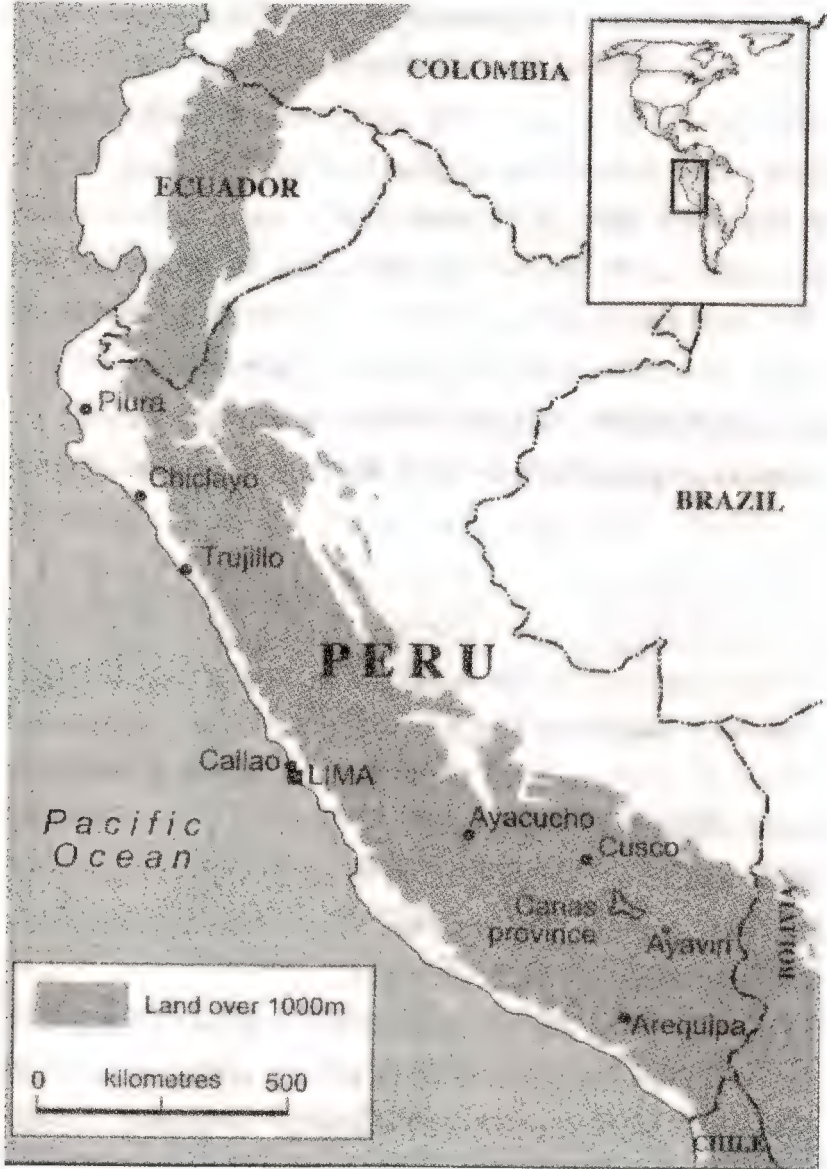 COLOMBIA
ECUADOR
Piura
Chiclayo
BRAZIL
Trujillo
PERU
Callao
LIMA
Pacific
Ocean
Ayacucho
Cusco
Canas
province
Ayaviri
BOLIVIA
Land over 1000m
Arequipa
0 kilometres 500
CHILE